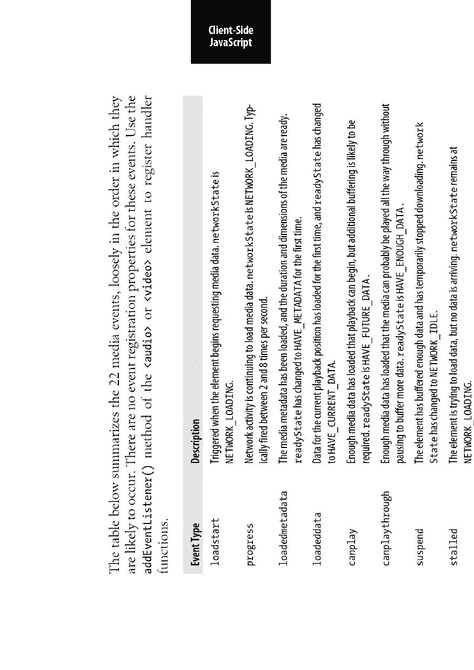 Client-Side
JavaScript
The table below summarizes the 22 media events, loosely in the order in which they
are likely to occur. There are no event registration properties for these events. Use the
addEventListener() method of the <audio> or <video> element to register handler
functions.
Event Type Description
loadstart Triggered when the element begins requesting media data. networkState is
NETWORK_LOADING.
progress Network activity is continuing to load media data. networkState is NETWORK_LOADING. Typ-
ically fired between 2 and 8 times per second.
loadedmetadata The media metadata has been loaded, and the duration and dimensions of the media are ready.
readyState has changed to HAVE_METADATA for the first time.
loadeddata Data for the current playback position has loaded for the first time, and readyState has changed
to HAVE_CURRENT_DATA.
canplay Enough media data has loaded that playback can begin, but additional buffering is likely to be
required. readyState is HAVE_FUTURE_DATA.
canplaythrough Enough media data has loaded that the media can probably be played all the way through without
pausing to buffer more data. readyState is HAVE_ENOUGH_DATA.
suspend The element has buffered enough data and has temporarily stopped downloading. network
State has changed to NETWORK_IDLE.
stalled The element is trying to load data, but no data is arriving. networkState remains at
NETWORK_LOADING.